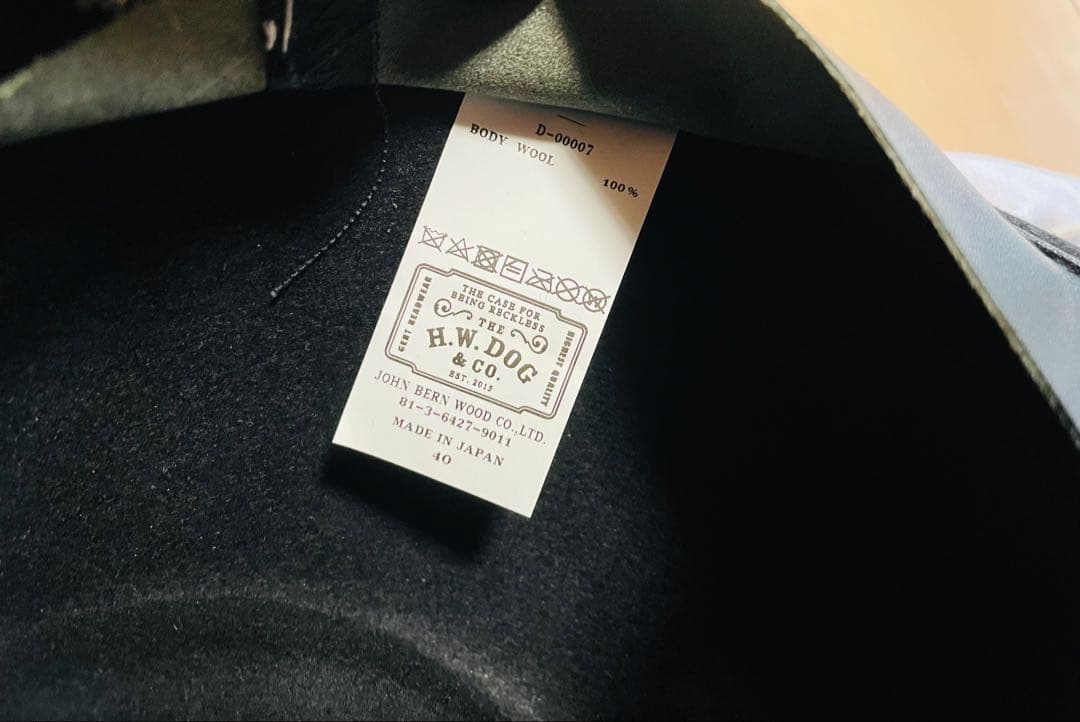 D-00007
BODY WOOL
100%
THE CASE FOR
BEING RECKLESS
THE
H.W.DOG
& CO.
EST. 2015
GENT HEADWEAR
HIGHEST QUALITY
JOHN BERN WOOD CO.,LTD.
81-3-6427-9011
MADE IN JAPAN
40